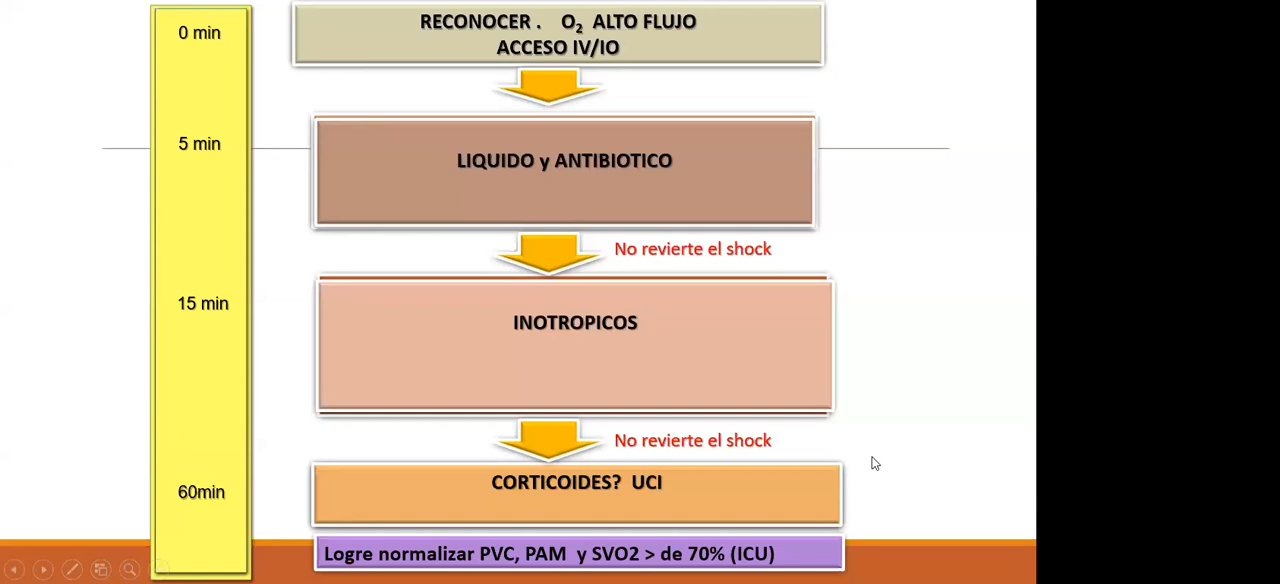 0 min
RECONOCER . O₂ ALTO FLUJO
ACCESO IV/IO
5 min
LIQUIDO y ANTIBIOTICO
No revierte el shock
15 min
INOTROPICOS
No revierte el shock
60min
CORTICOIDES? UCI
Logre normalizar PVC, PAM y SVO2 > de 70% (ICU)